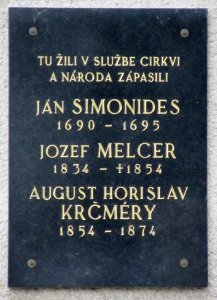 TU ŽILI V SLUŽBE CIRKVI
A NÁRODA ZÁPASILI
JÁN SIMONIDES
1690 - 1695
JOZEF MELCER
1834 - †1854
AUGUST HORISLAV
KRČMÉRY
1854 - 1874